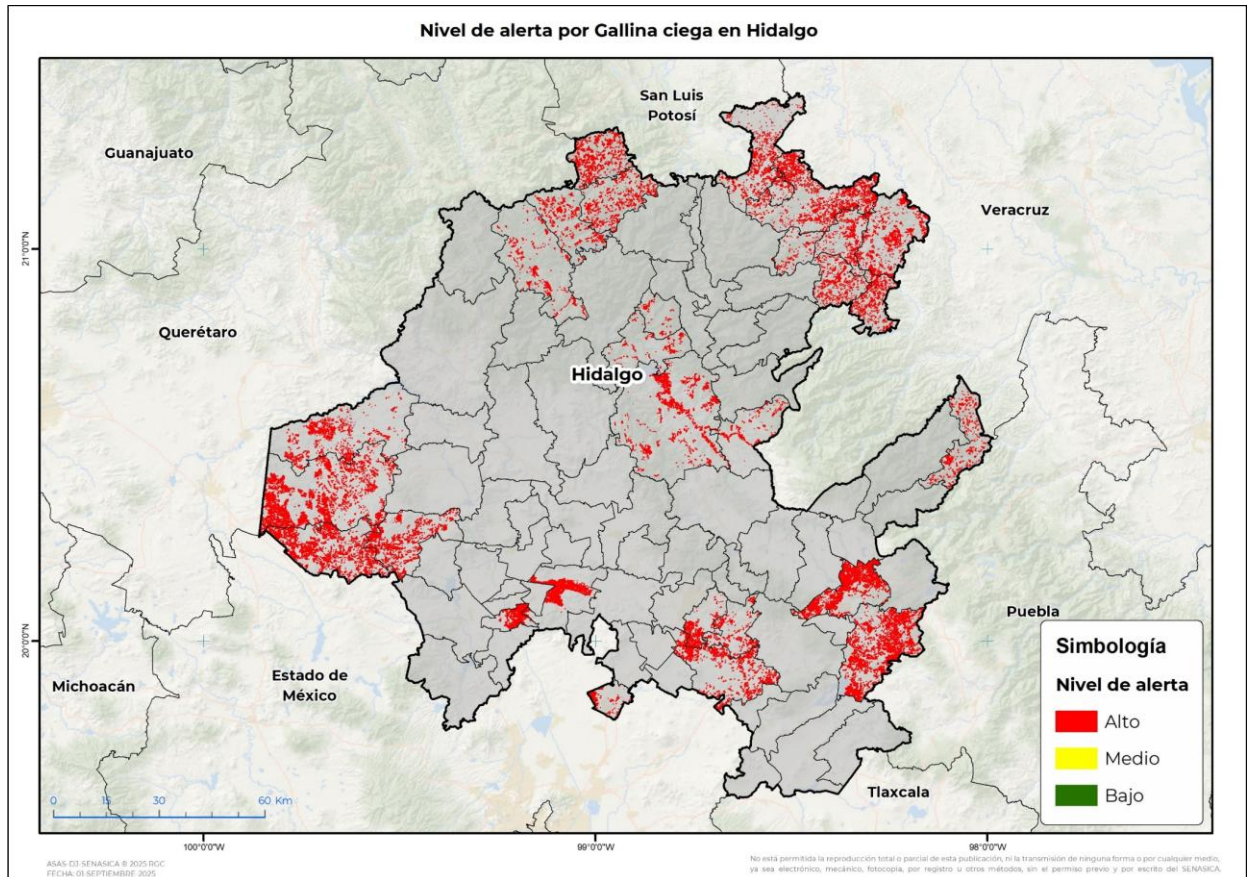 Nivel de alerta por Gallina ciega en Hidalgo
San Luis
Potosí
Guanajuato
Veracruz
21°0'0"N
Querétaro
Hidalgo
20°0'0"N
Puebla
Michoacán
Estado de
México
Tlaxcala
Simbología
Nivel de alerta
Alto
Medio
Bajo
0 15 30 60 Km
100°0'0"W 99°0'0"W 98°0'0"W
ASAS-DJ-SENASICA ® 2025 RGC
FECHA: 01 SEPTIEMBRE 2025
No está permitida la reproducción total o parcial de esta publicación, ni la transmisión de ninguna forma o por cualquier medio,
ya sea electrónico, mecánico, fotocopia, por registro u otros métodos, sin el permiso previo y por escrito del SENASICA.